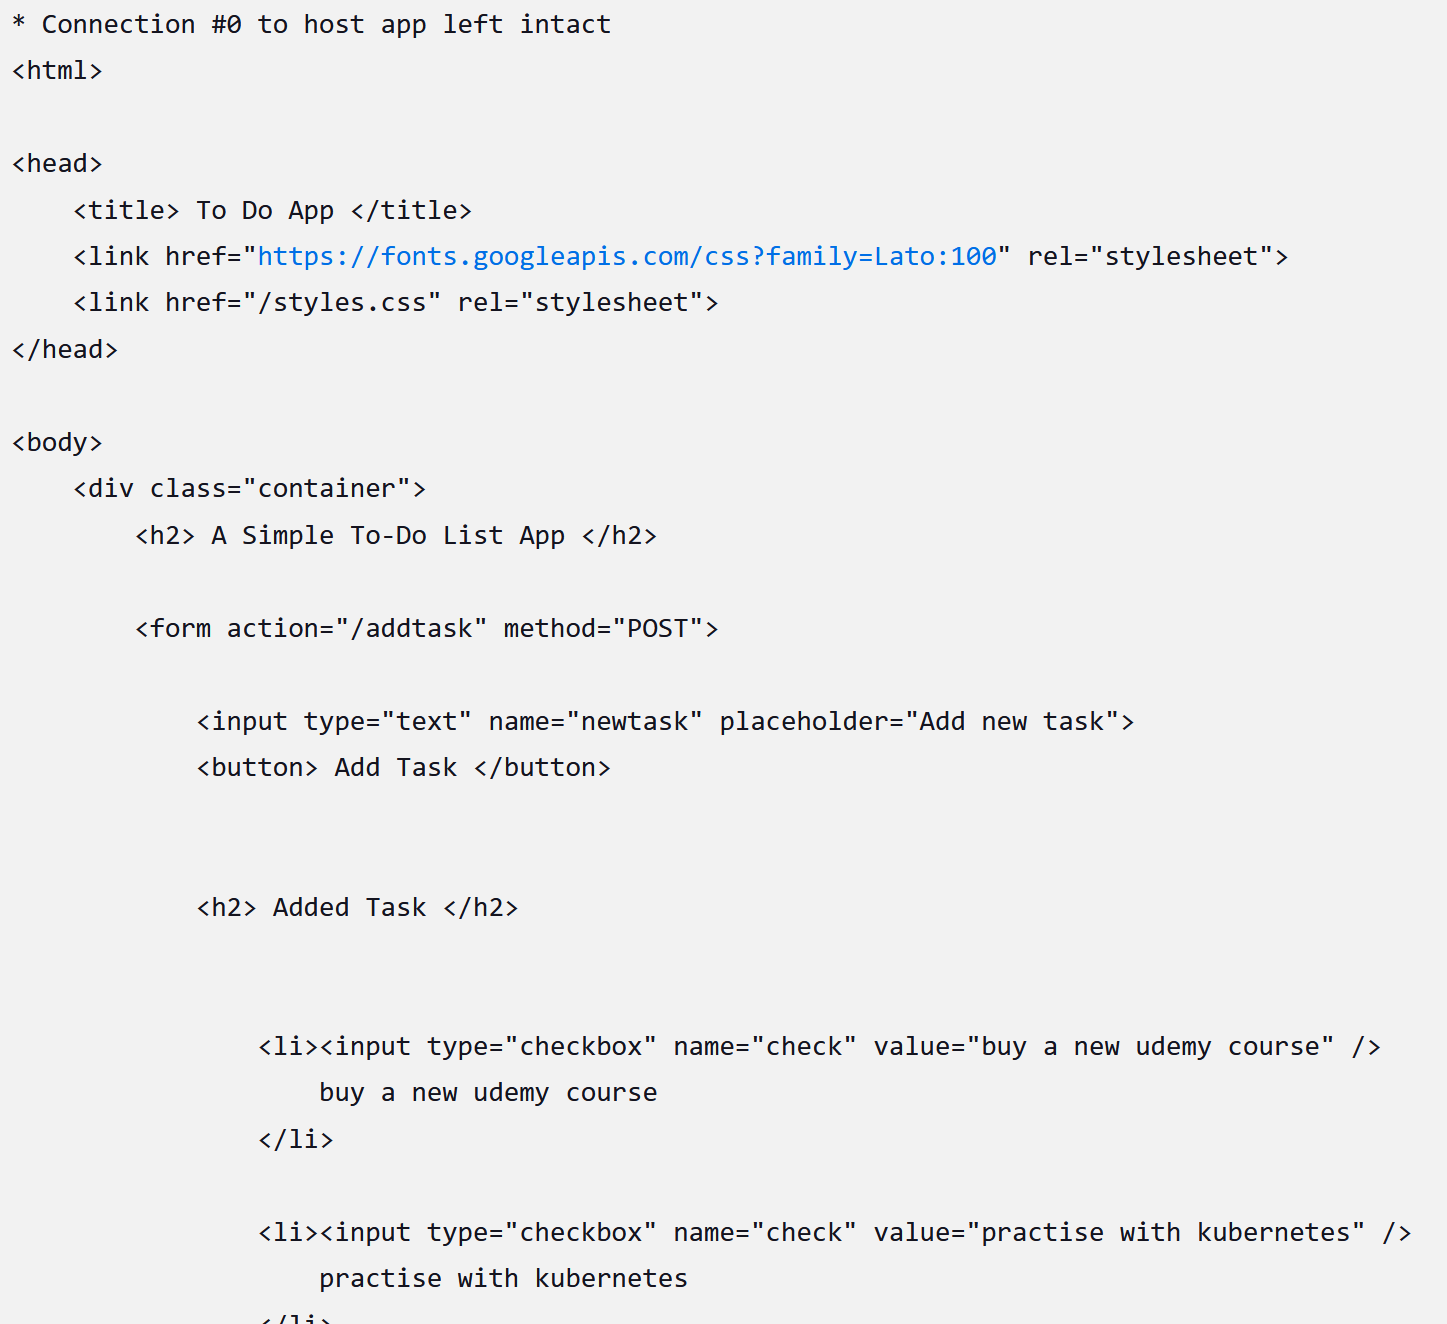 * Connection #0 to host app left intact
<html>

<head>
    <title> To Do App </title>
    <link href="https://fonts.googleapis.com/css?family=Lato:100" rel="stylesheet">
    <link href="/styles.css" rel="stylesheet">
</head>

<body>
    <div class="container">
        <h2> A Simple To-Do List App </h2>

        <form action="/addtask" method="POST">

            <input type="text" name="newtask" placeholder="Add new task">
            <button> Add Task </button>


            <h2> Added Task </h2>


                <li><input type="checkbox" name="check" value="buy a new udemy course" />
                    buy a new udemy course
                </li>

                <li><input type="checkbox" name="check" value="practise with kubernetes" />
                    practise with kubernetes
                </li>